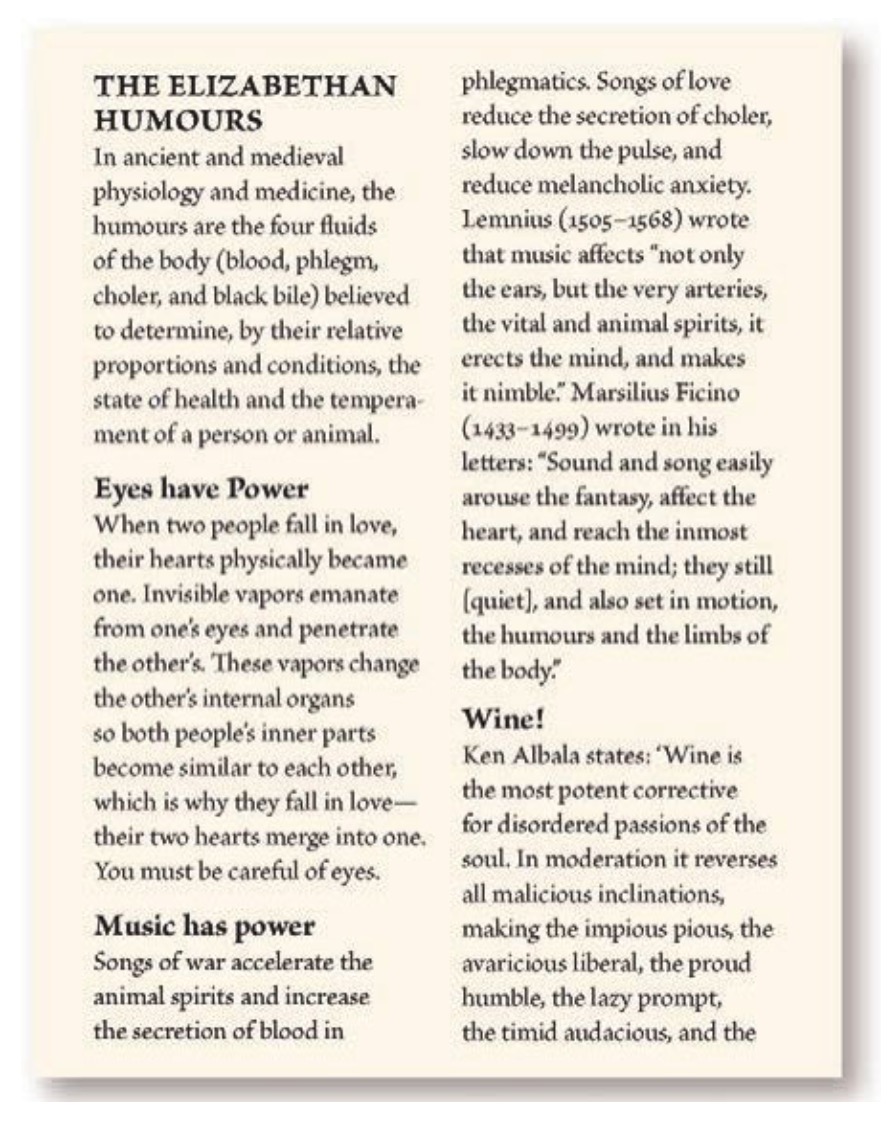 THE ELIZABETHAN
HUMOURS
In ancient and medieval
physiology and medicine, the
humours are the four fluids
of the body (blood, phlegm,
choler, and black bile) believed
to determine, by their relative
proportions and conditions, the
state of health and the tempera-
ment of a person or animal.
Eyes have Power
When two people fall in love,
their hearts physically became
one. Invisible vapors emanate
from one's eyes and penetrate
the other's. These vapors change
the other's internal organs
so both people's inner parts
become similar to each other,
which is why they fall in love—
their two hearts merge into one.
You must be careful of eyes.
Music has power
Songs of war accelerate the
animal spirits and increase
the secretion of blood in
phlegmatics. Songs of love
reduce the secretion of choler,
slow down the pulse, and
reduce melancholic anxiety.
Lemnius (1505–1568) wrote
that music affects “not only
the ears, but the very arteries,
the vital and animal spirits, it
erects the mind, and makes
it nimble.” Marsilius Ficino
(1433–1499) wrote in his
letters: “Sound and song easily
arouse the fantasy, affect the
heart, and reach the inmost
recesses of the mind; they still
[quiet], and also set in motion,
the humours and the limbs of
the body.”
Wine!
Ken Albala states: ‘Wine is
the most potent corrective
for disordered passions of the
soul. In moderation it reverses
all malicious inclinations,
making the impious pious, the
avaricious liberal, the proud
humble, the lazy prompt,
the timid audacious, and the